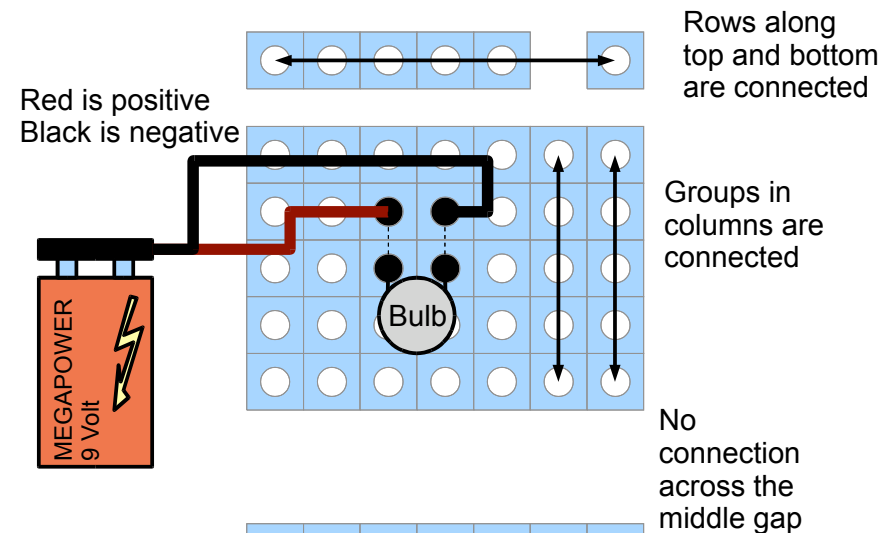 Rows along
top and bottom
are connected
Red is positive
Black is negative
Groups in
columns are
connected
Bulb
MEGAPOWER
9 Volt
No
connection
across the
middle gap